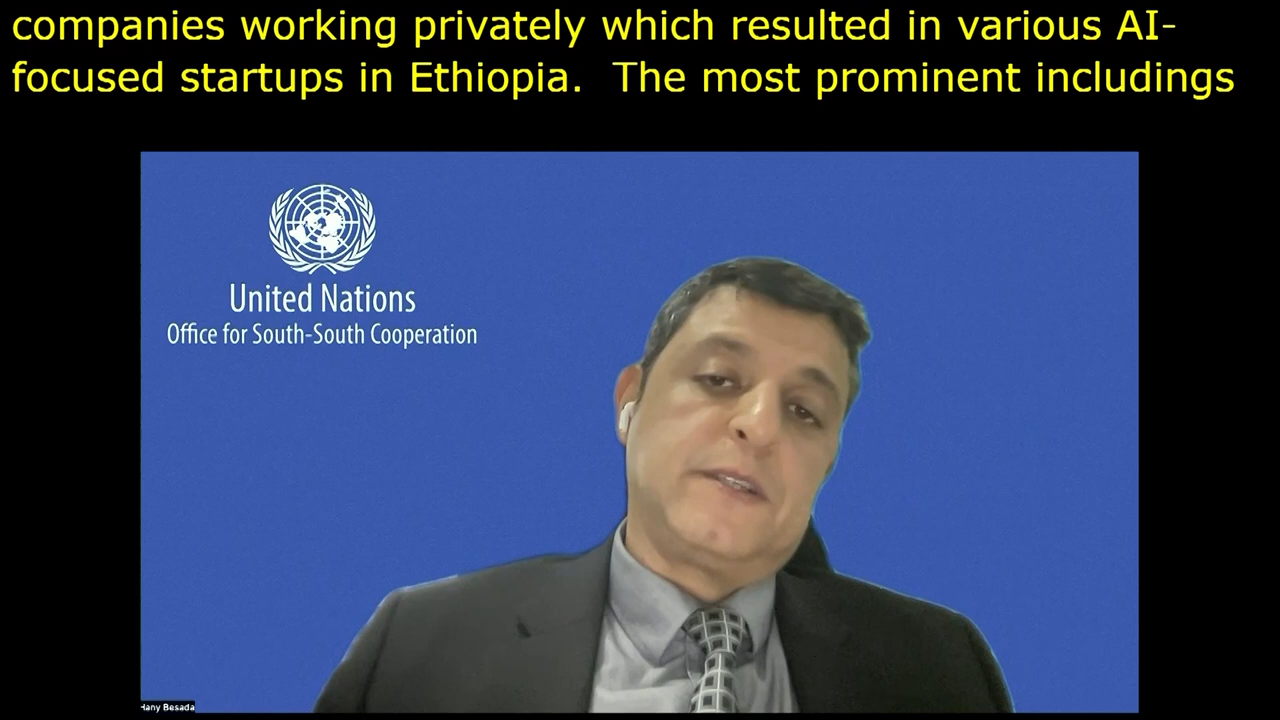 companies working privately which resulted in various AI-
focused startups in Ethiopia.  The most prominent includings
United Nations
Office for South-South Cooperation
Hany Besada